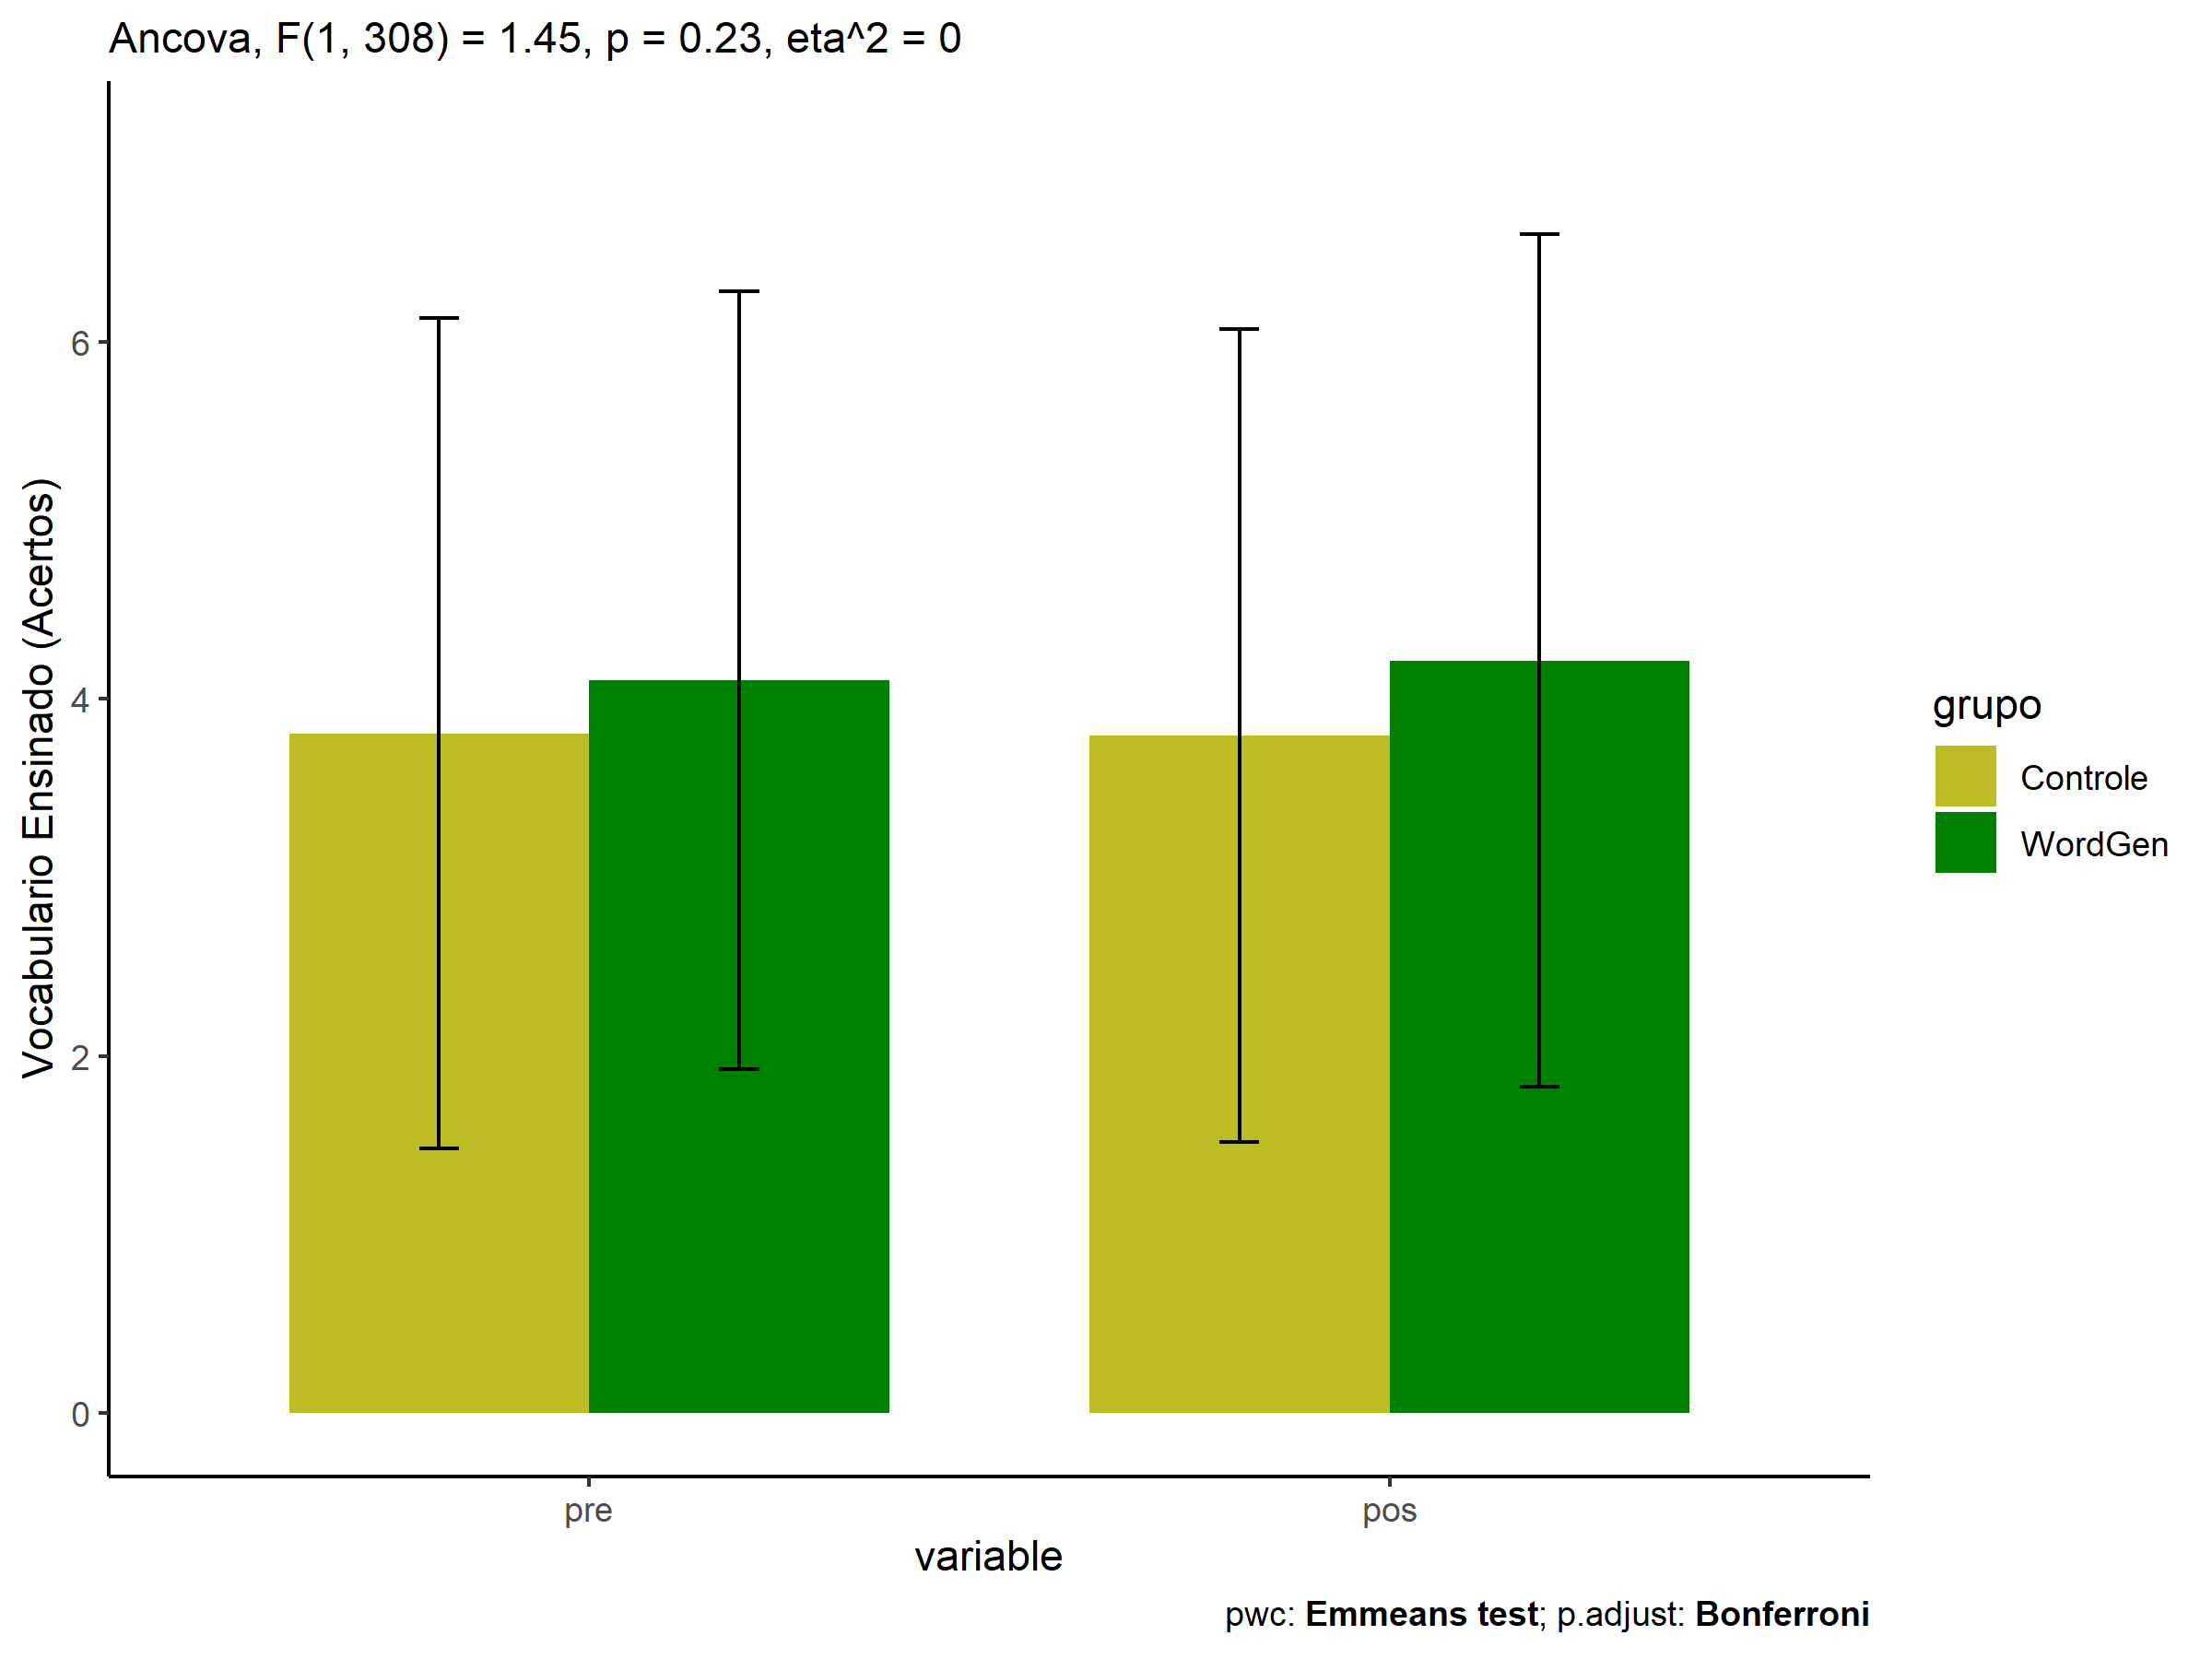 Ancova, F(1, 308) = 1.45, p = 0.23, eta^2 = 0
Vocabulario Ensinado (Acertos)
6
4
2
0
pre
pos
variable
grupo
Controle
WordGen
pwc: Emmeans test; p.adjust: Bonferroni